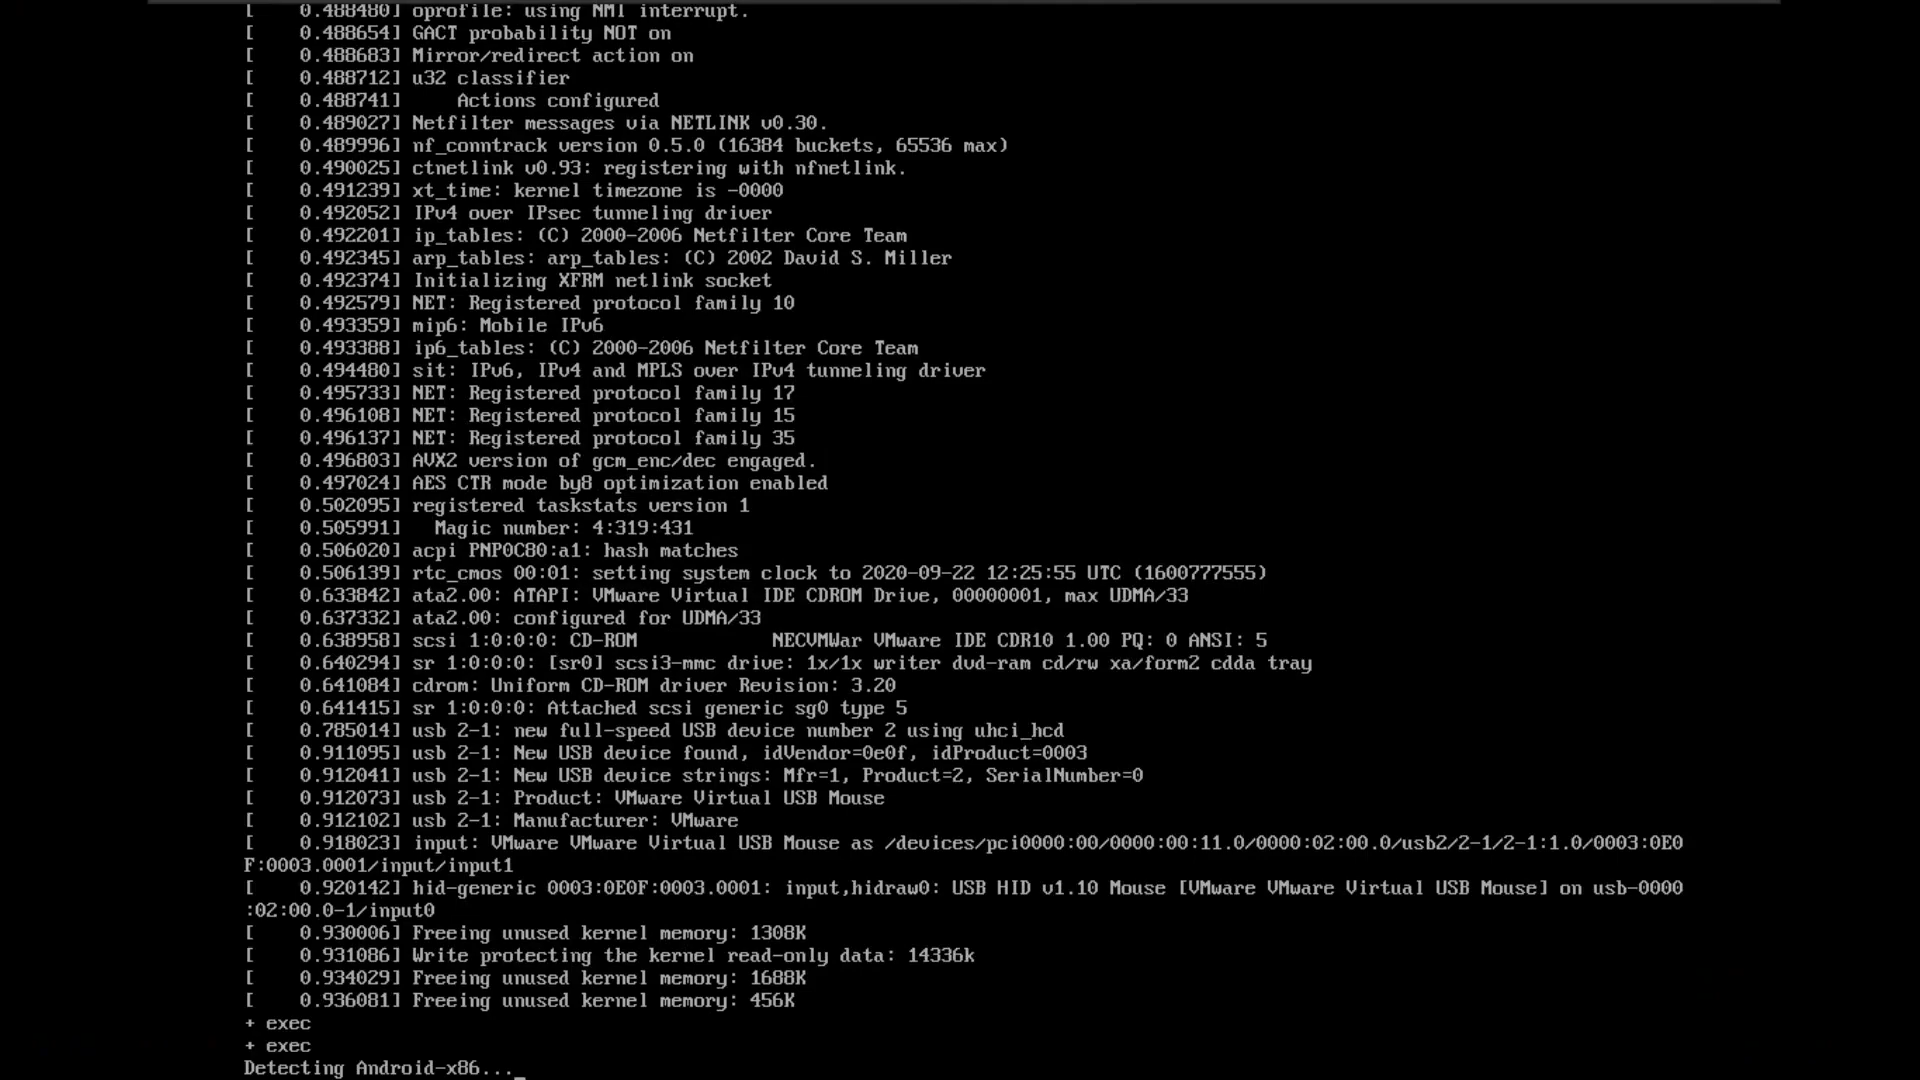 [    0.488480] oprofile: using NMI interrupt.
[    0.488654] GACT probability NOT on
[    0.488683] Mirror/redirect action on
[    0.488712] u32 classifier
[    0.488741]     Actions configured
[    0.489027] Netfilter messages via NETLINK v0.30.
[    0.489996] nf_conntrack version 0.5.0 (16384 buckets, 65536 max)
[    0.490025] ctnetlink v0.93: registering with nfnetlink.
[    0.491239] xt_time: kernel timezone is -0000
[    0.492052] IPv4 over IPsec tunneling driver
[    0.492201] ip_tables: (C) 2000-2006 Netfilter Core Team
[    0.492345] arp_tables: arp_tables: (C) 2002 David S. Miller
[    0.492374] Initializing XFRM netlink socket
[    0.492579] NET: Registered protocol family 10
[    0.493359] mip6: Mobile IPv6
[    0.493388] ip6_tables: (C) 2000-2006 Netfilter Core Team
[    0.494480] sit: IPv6, IPv4 and MPLS over IPv4 tunneling driver
[    0.495733] NET: Registered protocol family 17
[    0.496108] NET: Registered protocol family 15
[    0.496137] NET: Registered protocol family 35
[    0.496803] AVX2 version of gcm_enc/dec engaged.
[    0.497024] AES CTR mode by8 optimization enabled
[    0.502095] registered taskstats version 1
[    0.505991]   Magic number: 4:319:431
[    0.506020] acpi PNP0C80:a1: hash matches
[    0.506139] rtc_cmos 00:01: setting system clock to 2020-09-22 12:25:55 UTC (1600777555)
[    0.633842] ata2.00: ATAPI: VMware Virtual IDE CDROM Drive, 00000001, max UDMA/33
[    0.637332] ata2.00: configured for UDMA/33
[    0.638958] scsi 1:0:0:0: CD-ROM            NECVMWar VMware IDE CDR10 1.00 PQ: 0 ANSI: 5
[    0.640294] sr 1:0:0:0: [sr0] scsi3-mmc drive: 1x/1x writer dvd-ram cd/rw xa/form2 cdda tray
[    0.641084] cdrom: Uniform CD-ROM driver Revision: 3.20
[    0.641415] sr 1:0:0:0: Attached scsi generic sg0 type 5
[    0.785014] usb 2-1: new full-speed USB device number 2 using uhci_hcd
[    0.911095] usb 2-1: New USB device found, idVendor=0e0f, idProduct=0003
[    0.912041] usb 2-1: New USB device strings: Mfr=1, Product=2, SerialNumber=0
[    0.912073] usb 2-1: Product: VMware Virtual USB Mouse
[    0.912102] usb 2-1: Manufacturer: VMware
[    0.918023] input: VMware VMware Virtual USB Mouse as /devices/pci0000:00/0000:00:11.0/0000:02:00.0/usb2/2-1/2-1:1.0/0003:0E0
F:0003.0001/input/input1
[    0.920142] hid-generic 0003:0E0F:0003.0001: input,hidraw0: USB HID v1.10 Mouse [VMware VMware Virtual USB Mouse] on usb-0000
:02:00.0-1/input0
[    0.930006] Freeing unused kernel memory: 1308K
[    0.931086] Write protecting the kernel read-only data: 14336k
[    0.934029] Freeing unused kernel memory: 1688K
[    0.936081] Freeing unused kernel memory: 456K
+ exec
+ exec
Detecting Android-x86..._